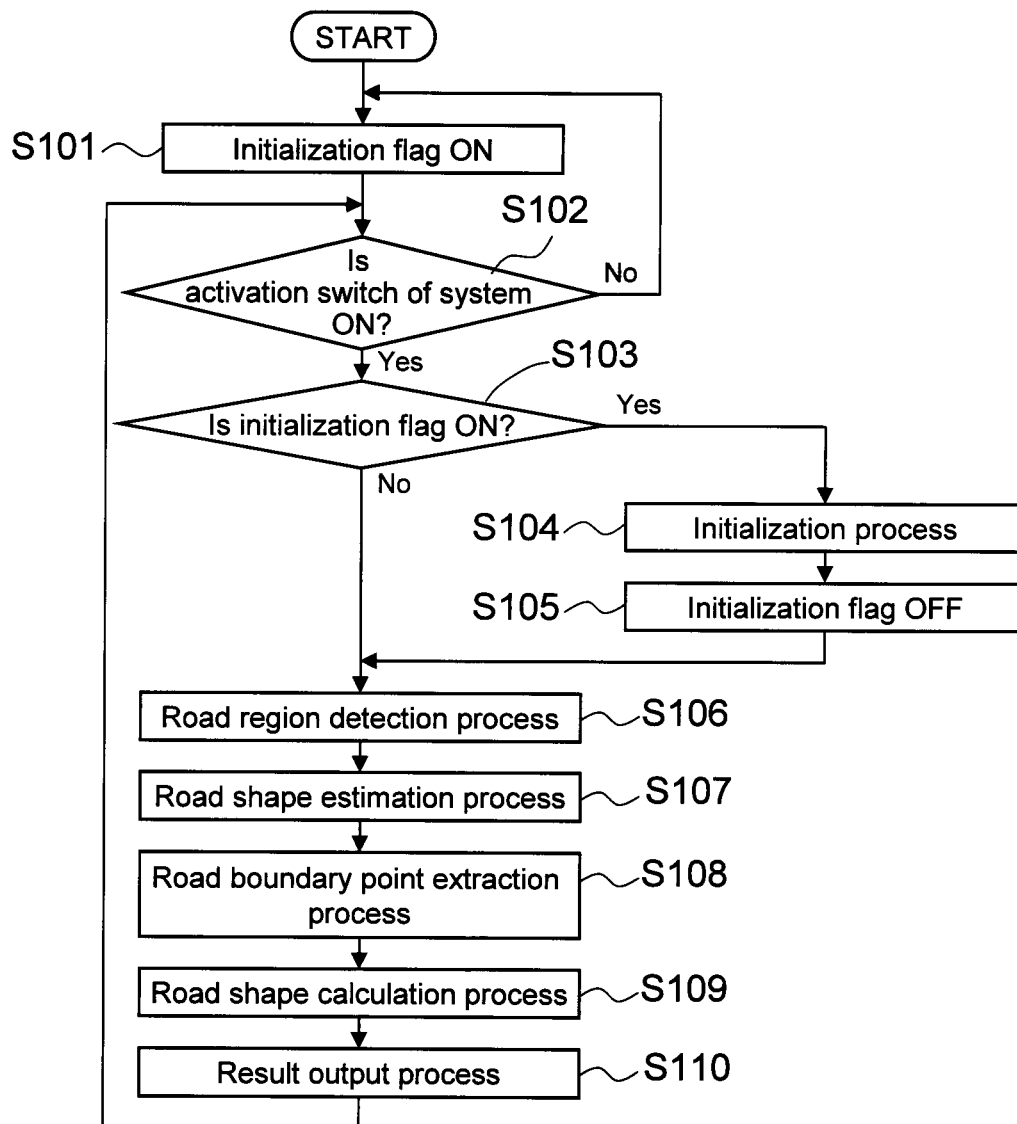 START
S101
Initialization flag ON
S102
Is
activation switch of system
ON?
No
Yes
S103
Is initialization flag ON?
Yes
No
S104
Initialization process
S105
Initialization flag OFF
Road region detection process
S106
Road shape estimation process
S107
Road boundary point extraction
process
S108
Road shape calculation process
S109
Result output process
S110